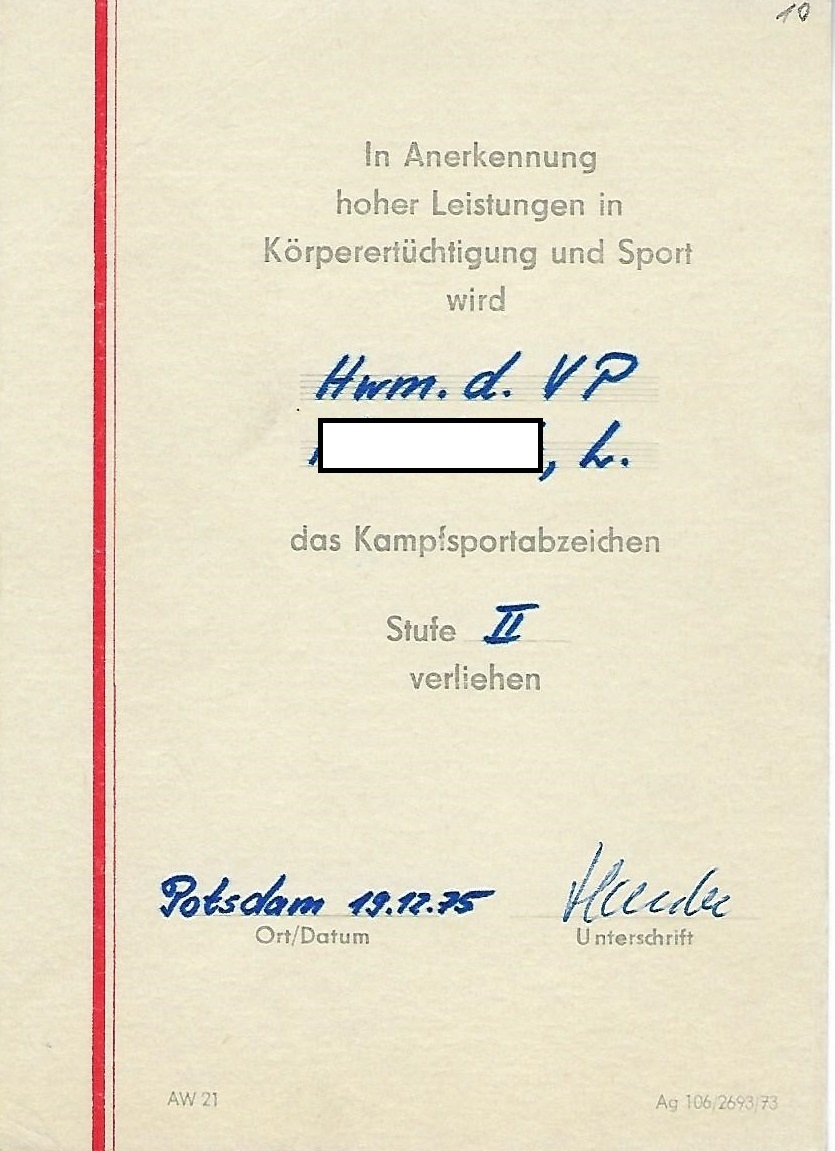 10
In Anerkennung
hoher Leistungen in
Körperertüchtigung und Sport
wird
Hwm. d. VP
, L.
das Kampfsportabzeichen
Stufe II
verliehen
Potsdam 19.12.75
Ort/Datum Unterschrift
AW 21 Ag 106/2693/73